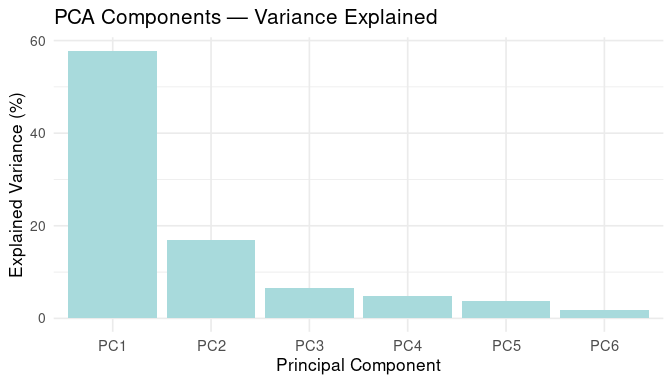 PCA Components — Variance Explained
Explained Variance (%)
60
40
20
0
PC1 PC2 PC3 PC4 PC5 PC6
Principal Component